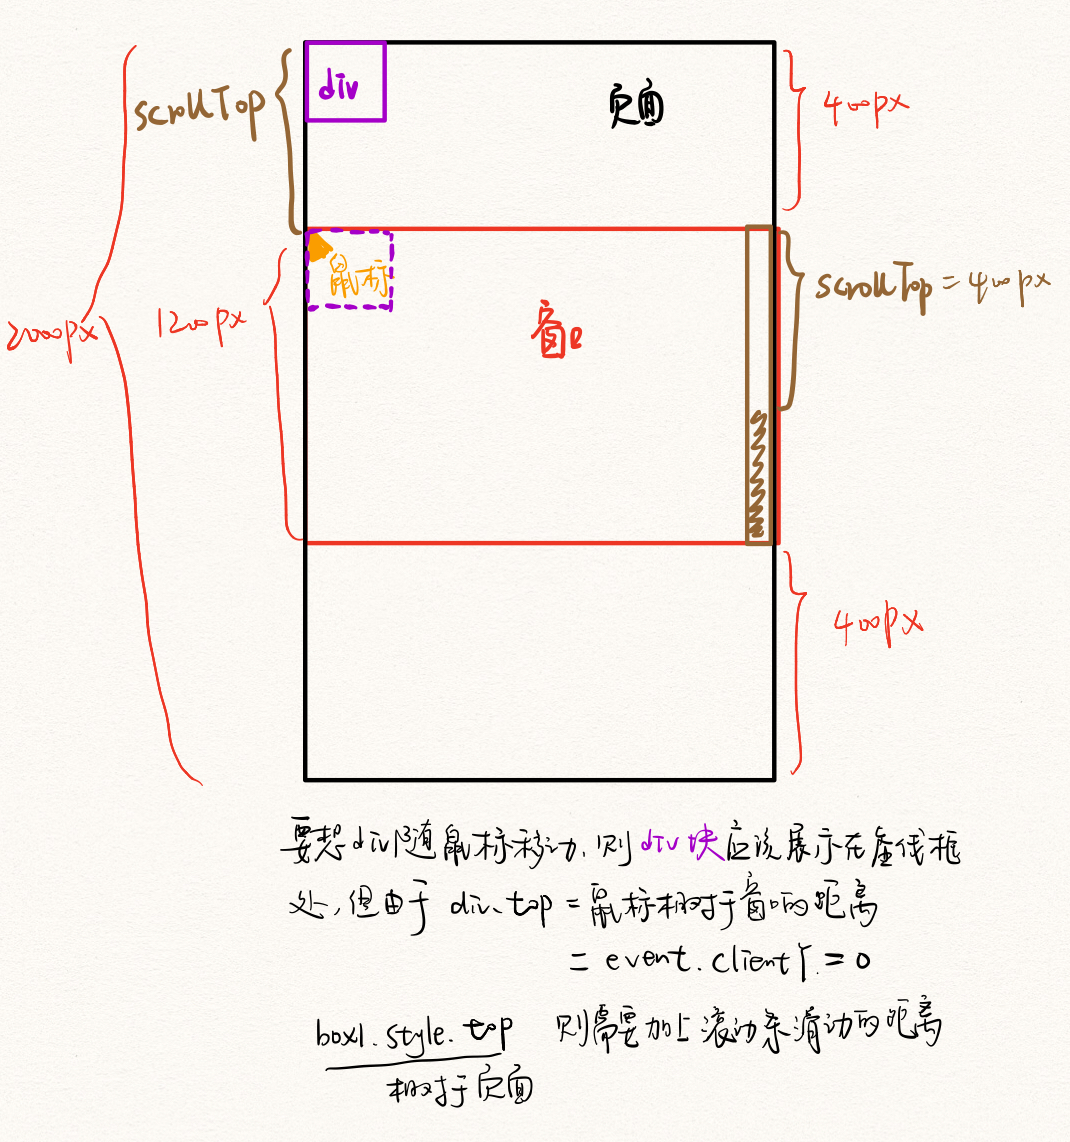 div
页面
scrollTop
400px
鼠标
窗口
scrollTop = 400px
1200px
2000px
400px
要想div随鼠标移动,则div块应该展示在虚线框
处,但由于 div.top = 鼠标相对于窗口的距离
= event.clientY = 0
box1.style.top 则需要加上滚动条滑动的距离
相对于页面